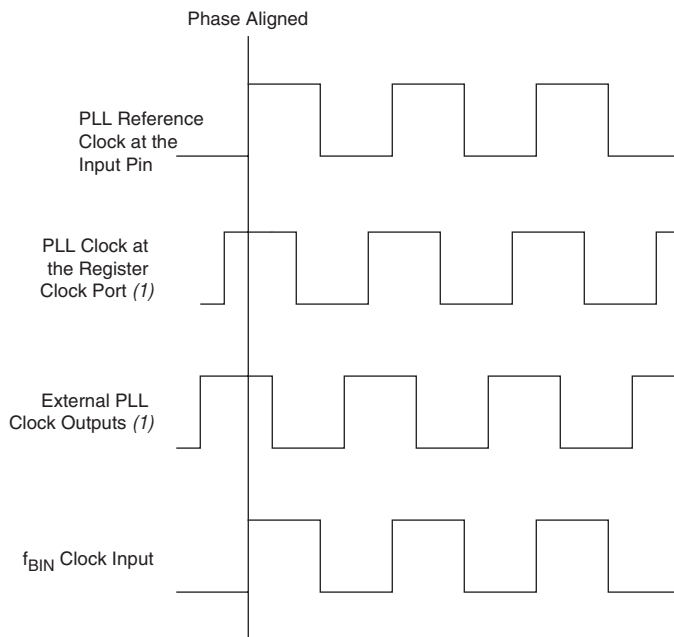 Phase Aligned
PLL Reference
Clock at the
Input Pin
PLL Clock at
the Register
Clock Port (1)
External PLL
Clock Outputs (1)
fBIN Clock Input